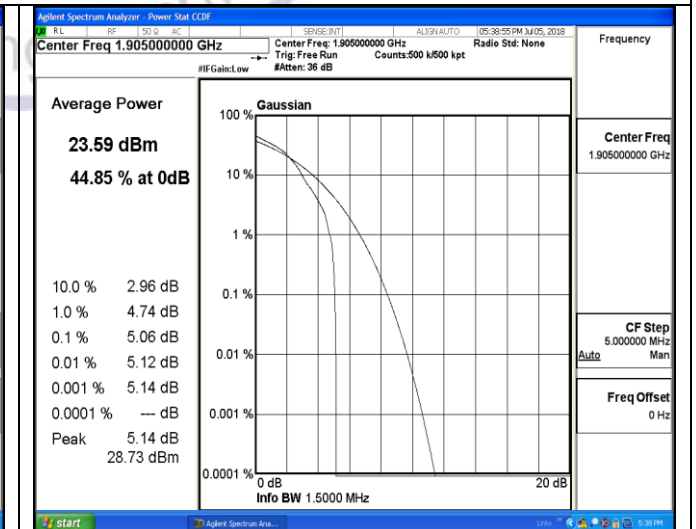 Agilent Spectrum Analyzer - Power Stat CCDF
RL RF 50 Ω AC SENSE:INT ALIGN AUTO 05:38:55 PM Jul 05, 2018
Center Freq 1.905000000 GHz
Center Freq: 1.905000000 GHz Radio Std: None
Trig: Free Run Counts:500 k/500 kpt
#IFGain:Low #Atten: 36 dB
Frequency
Average Power
23.59 dBm
44.85 % at 0dB
10.0 % 2.96 dB
1.0 % 4.74 dB
0.1 % 5.06 dB
0.01 % 5.12 dB
0.001 % 5.14 dB
0.0001 % --- dB
Peak 5.14 dB
28.73 dBm
Gaussian
100 %
10 %
1 %
0.1 %
0.01 %
0.001 %
0.0001 %
0 dB 20 dB
Info BW 1.5000 MHz
Center Freq
1.905000000 GHz
CF Step
5.000000 MHz
Auto Man
Freq Offset
0 Hz
start Agilent Spectrum Ana... Links 5:38 PM